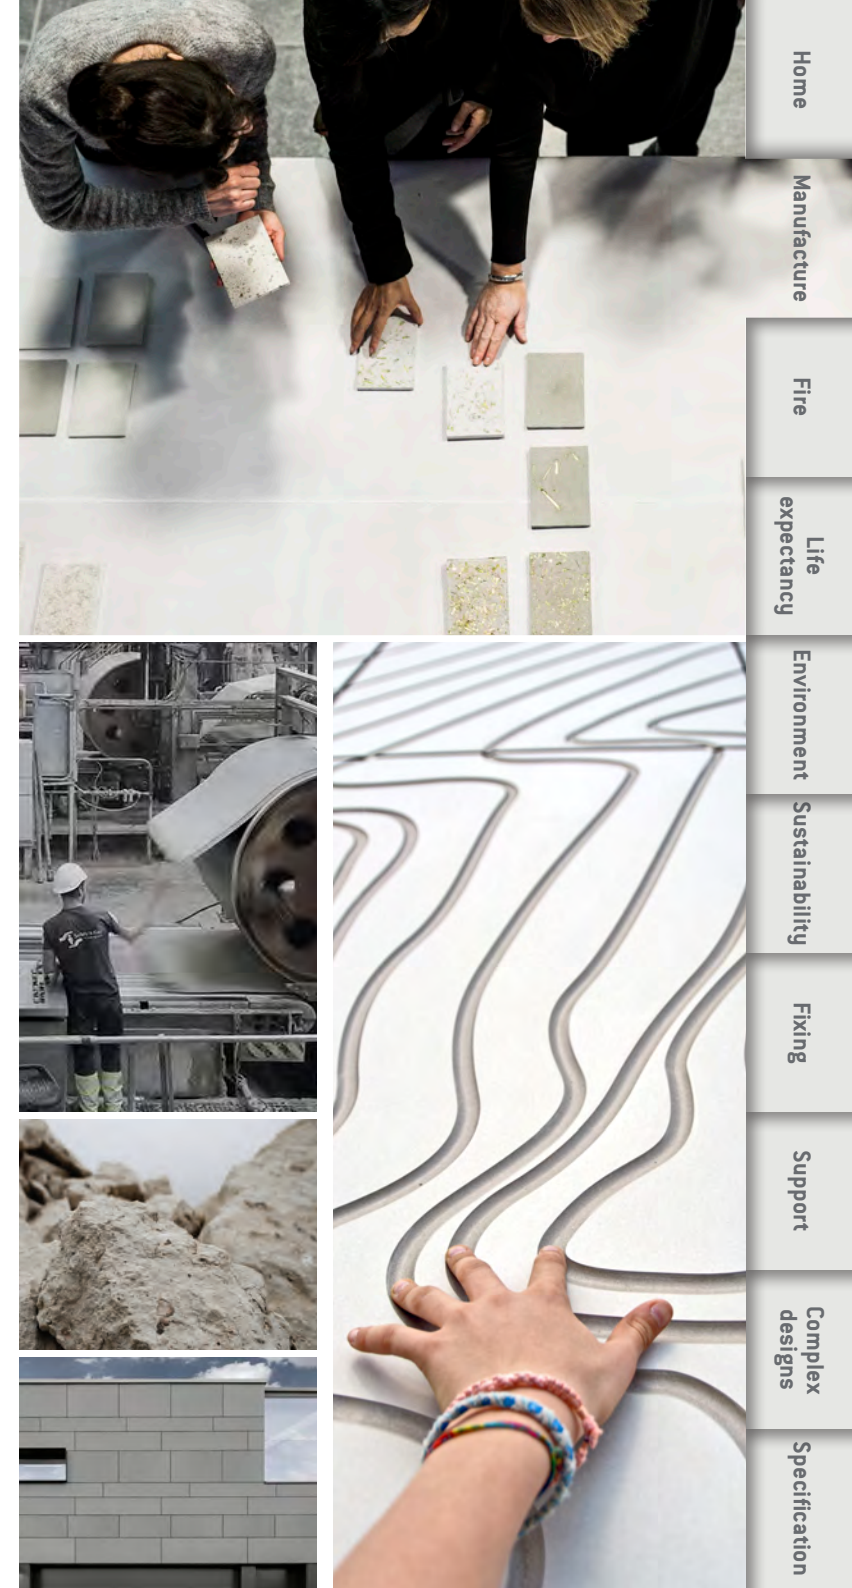 Home
Manufacture
Fire
Life
expectancy
Environment
Sustainability
Fixing
Support
Complex
designs
Specification